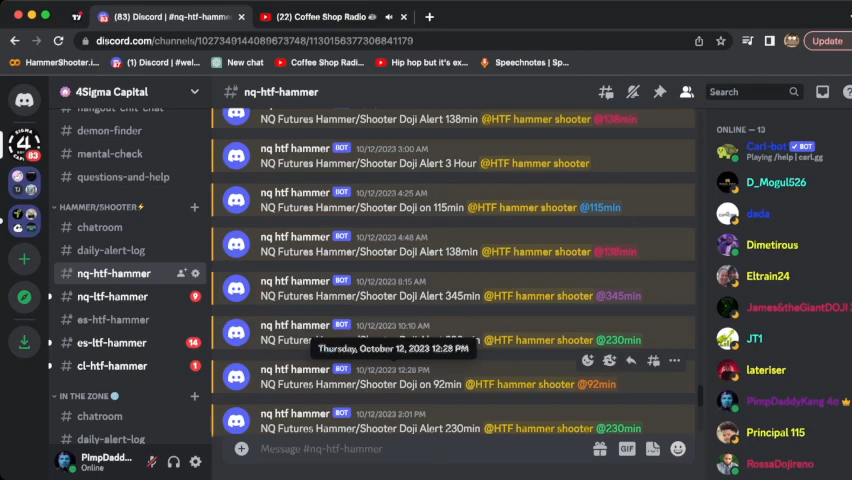 (83) Discord | #nq-htf-hamme
(22) Coffee Shop Radio
discord.com/channels/1027349144089673748/1130156377306841179
Update
HammerShooter.i...
(1) Discord | #wel...
New chat
Coffee Shop Radi...
Hip hop but it's ex...
Speechnotes | Sp...
4Sigma Capital
nq-htf-hammer
Search
hangout-chit-chat
demon-finder
mental-check
questions-and-help
HAMMER/SHOOTER⚡
chatroom
daily-alert-log
nq-htf-hammer
nq-ltf-hammer 9
es-htf-hammer
es-ltf-hammer 14
cl-htf-hammer 1
IN THE ZONE
chatroom
daily-alert-log
PimpDaddy...
Online
83
NQ Futures Hammer/Shooter Doji Alert 138min @HTF hammer shooter @138min
nq htf hammer BOT 10/12/2023 3:00 AM
NQ Futures Hammer/Shooter Doji Alert 3 Hour @HTF hammer shooter
nq htf hammer BOT 10/12/2023 4:25 AM
NQ Futures Hammer/Shooter Doji on 115min @HTF hammer shooter @115min
nq htf hammer BOT 10/12/2023 4:48 AM
NQ Futures Hammer/Shooter Doji Alert 138min @HTF hammer shooter @138min
nq htf hammer BOT 10/12/2023 8:15 AM
NQ Futures Hammer/Shooter Doji Alert 345min @HTF hammer shooter @345min
nq htf hammer BOT 10/12/2023 10:10 AM
NQ Futures @HTF hammer shooter @230min
Thursday, October 12, 2023 12:28 PM
nq htf hammer BOT 10/12/2023 12:28 PM
NQ Futures Hammer/Shooter Doji on 92min @HTF hammer shooter @92min
nq htf hammer BOT 10/12/2023 2:01 PM
NQ Futures Hammer/Shooter Doji Alert 230min @HTF hammer shooter @230min
Message #nq-htf-hammer
GIF
ONLINE — 13
Carl-bot ✓ BOT
Playing /help | carl.gg
D_Mogul526
dada
Dimetirous
Eltrain24
James&theGiantDOJI
JT1
lateriser
PimpDaddyKang 4σ
Principal 115
RossaDojireno